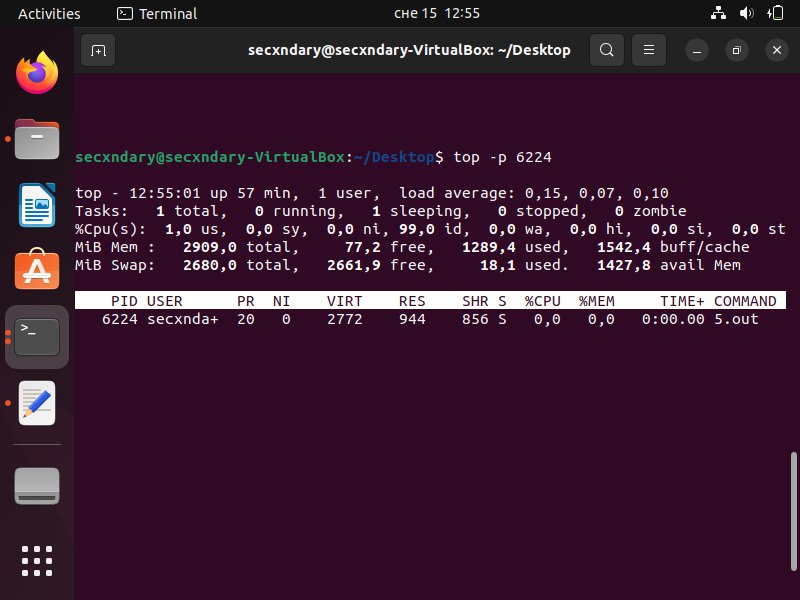 Activities Terminal сне 15 12:55
secxndary@secxndary-VirtualBox: ~/Desktop
secxndary@secxndary-VirtualBox:~/Desktop$ top -p 6224
top - 12:55:01 up 57 min,  1 user,  load average: 0,15, 0,07, 0,10
Tasks:   1 total,   0 running,   1 sleeping,   0 stopped,   0 zombie
%Cpu(s):  1,0 us,  0,0 sy,  0,0 ni, 99,0 id,  0,0 wa,  0,0 hi,  0,0 si,  0,0 st
MiB Mem :   2909,0 total,     77,2 free,   1289,4 used,   1542,4 buff/cache
MiB Swap:   2680,0 total,   2661,9 free,     18,1 used.   1427,8 avail Mem
PID USER      PR  NI    VIRT    RES    SHR S  %CPU  %MEM     TIME+ COMMAND
6224 secxnda+  20   0    2772    944    856 S   0,0   0,0   0:00.00 5.out